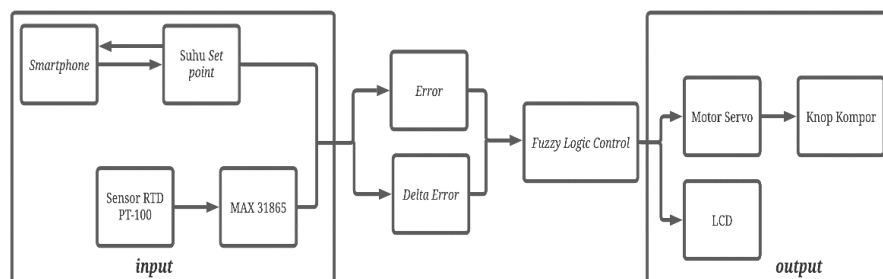 Smartphone
Suhu Set
point
Sensor RTD
PT-100
MAX 31865
input
Error
Delta Error
Fuzzy Logic Control
Motor Servo
Knop Kompor
LCD
output